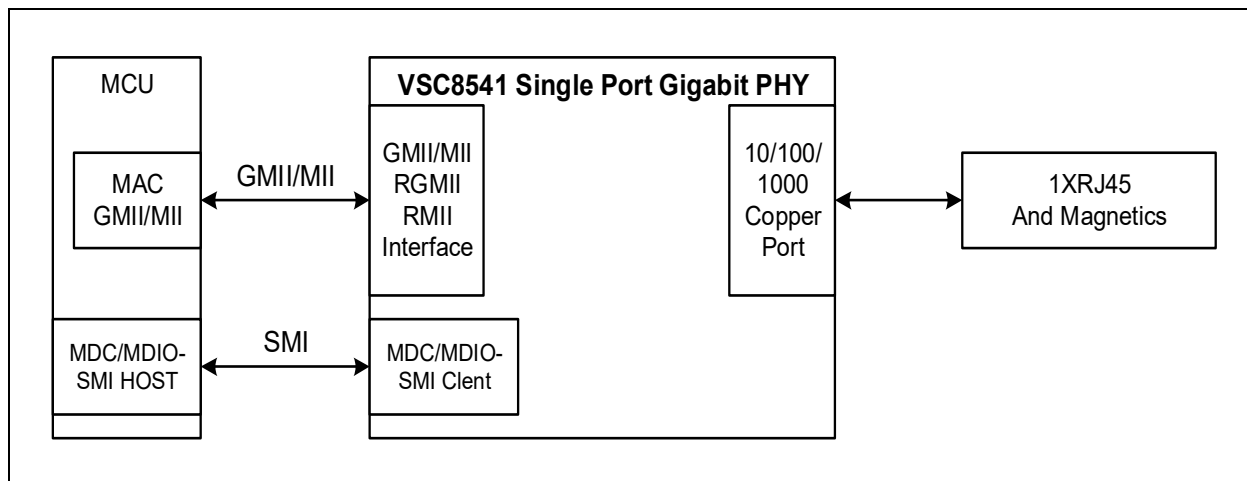 MCU
VSC8541 Single Port Gigabit PHY
MAC
GMII/MII
GMII/MII
GMII/MII
RGMII
RMII
Interface
10/100/
1000
Copper
Port
1XRJ45
And Magnetics
MDC/MDIO-
SMI HOST
SMI
MDC/MDIO-
SMI Clent